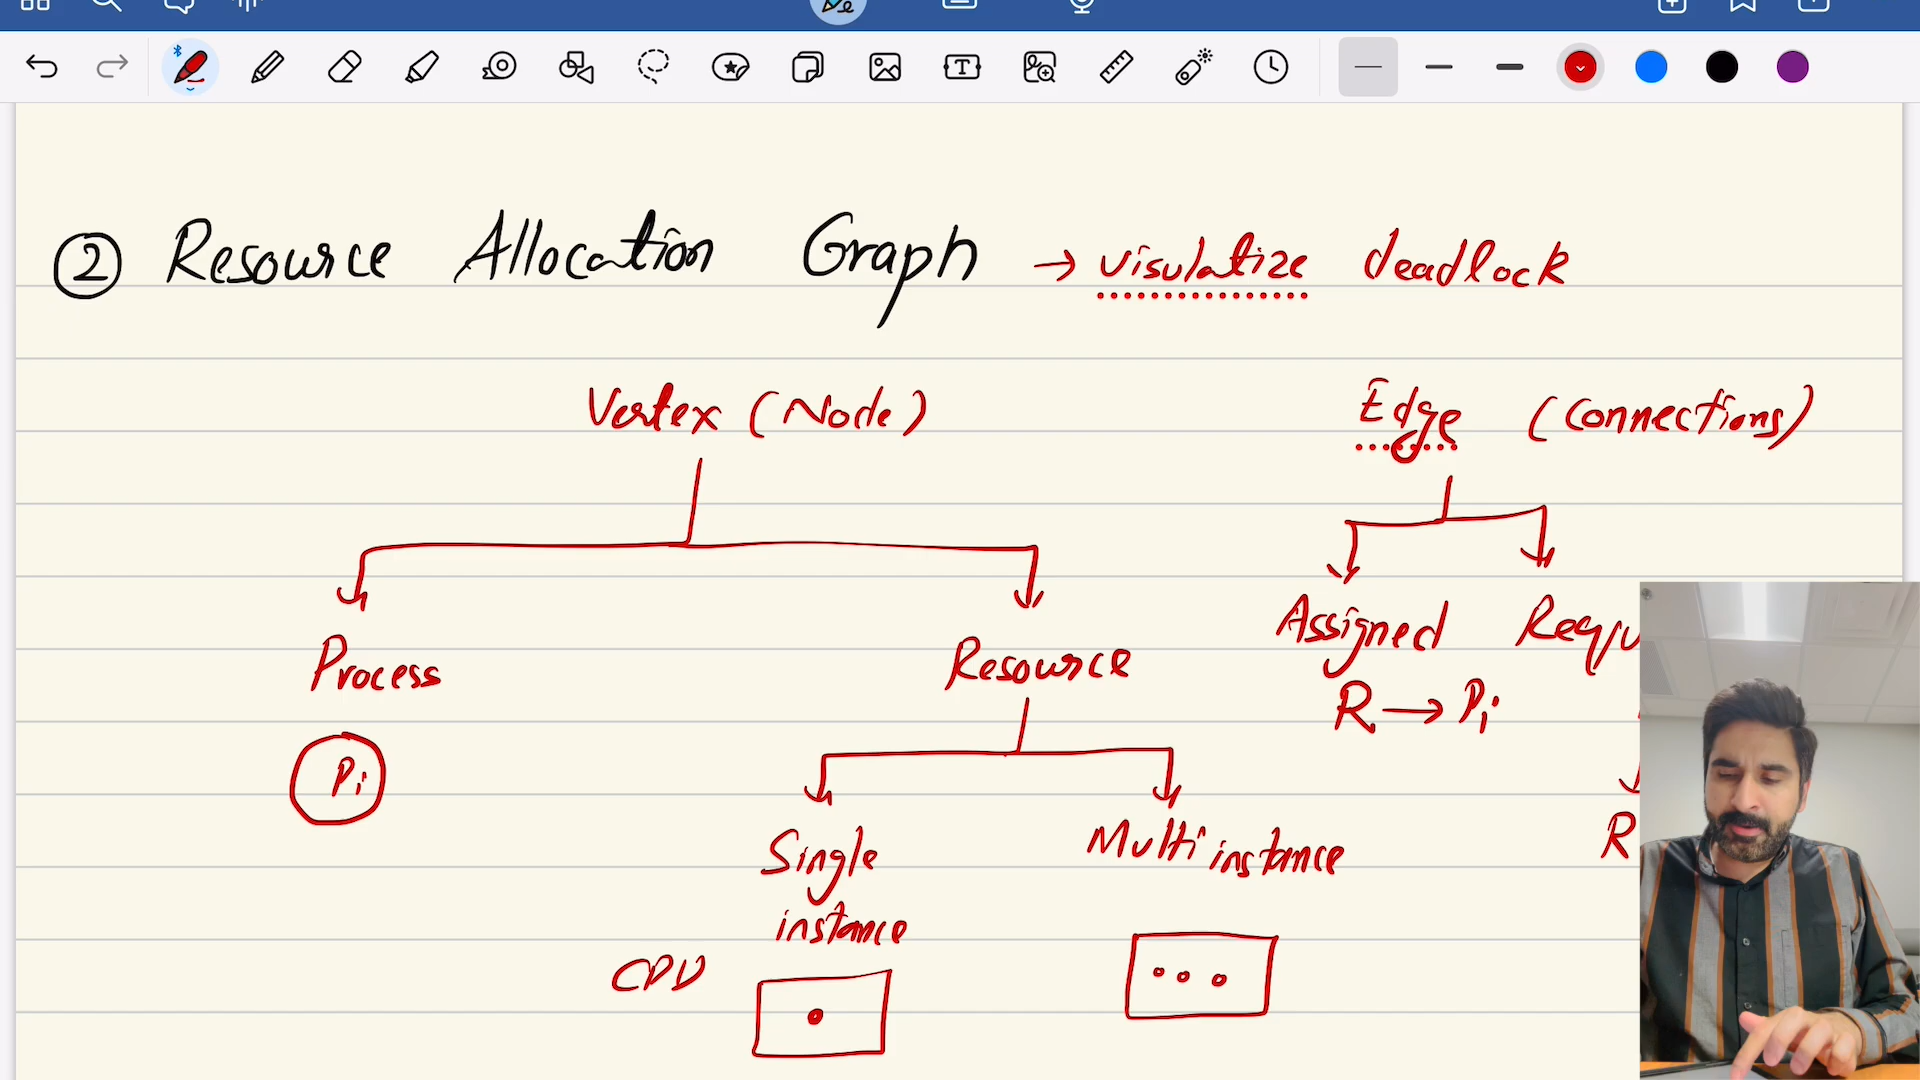 ② Resource Allocation Graph → visulatize deadlock
Vertex (Node)
Edge (Connections)
Process
Resource
Assigned
Requ
R → Pi
Pi
Single
instance
Multi instance
R
CPU